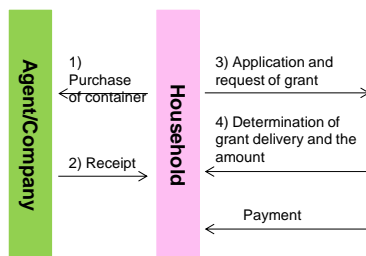 Agent/Company
1)
Purchase
of container
2) Receipt
Household
3) Application and
request of grant
4) Determination of
grant delivery and the
amount
Payment